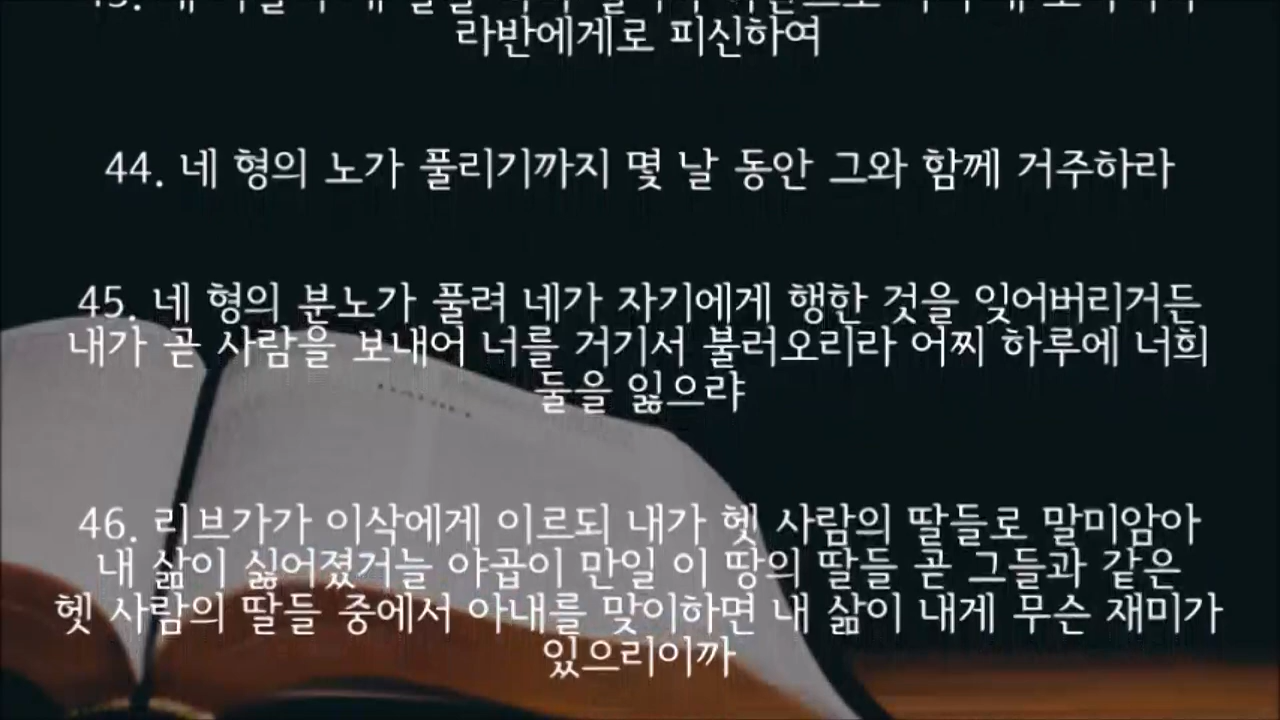 라반에게로 피신하여
44. 네 형의 노가 풀리기까지 몇 날 동안 그와 함께 거주하라
45. 네 형의 분노가 풀려 네가 자기에게 행한 것을 잊어버리거든
내가 곧 사람을 보내어 너를 거기서 불러오리라 어찌 하루에 너희
둘을 잃으랴
46. 리브가가 이삭에게 이르되 내가 헷 사람의 딸들로 말미암아
내 삶이 싫어졌거늘 야곱이 만일 이 땅의 딸들 곧 그들과 같은
헷 사람의 딸들 중에서 아내를 맞이하면 내 삶이 내게 무슨 재미가
있으리이까